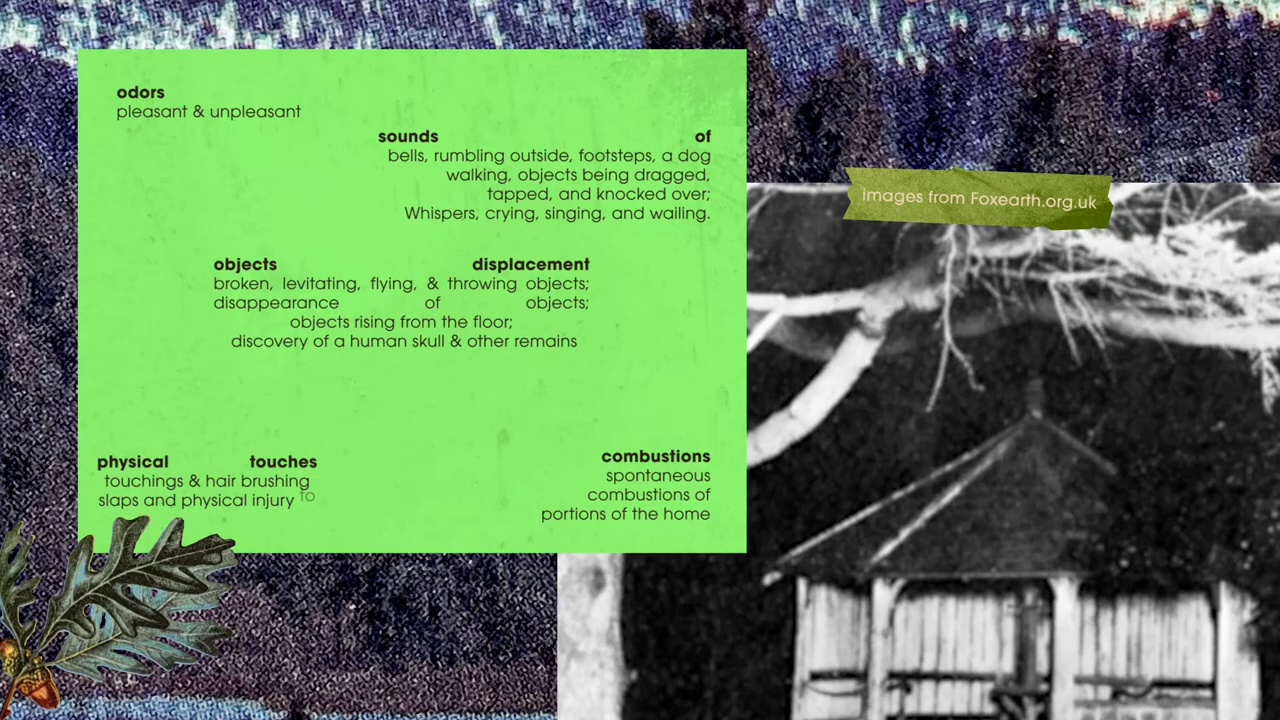 odors
pleasant & unpleasant
sounds of
bells, rumbling outside, footsteps, a dog
walking, objects being dragged,
tapped, and knocked over;
Whispers, crying, singing, and wailing.
images from Foxearth.org.uk
objects displacement
broken, levitating, flying, & throwing objects;
disappearance of objects;
objects rising from the floor;
discovery of a human skull & other remains
physical touches
touchings & hair brushing
slaps and physical injury to
combustions
spontaneous
combustions of
portions of the home